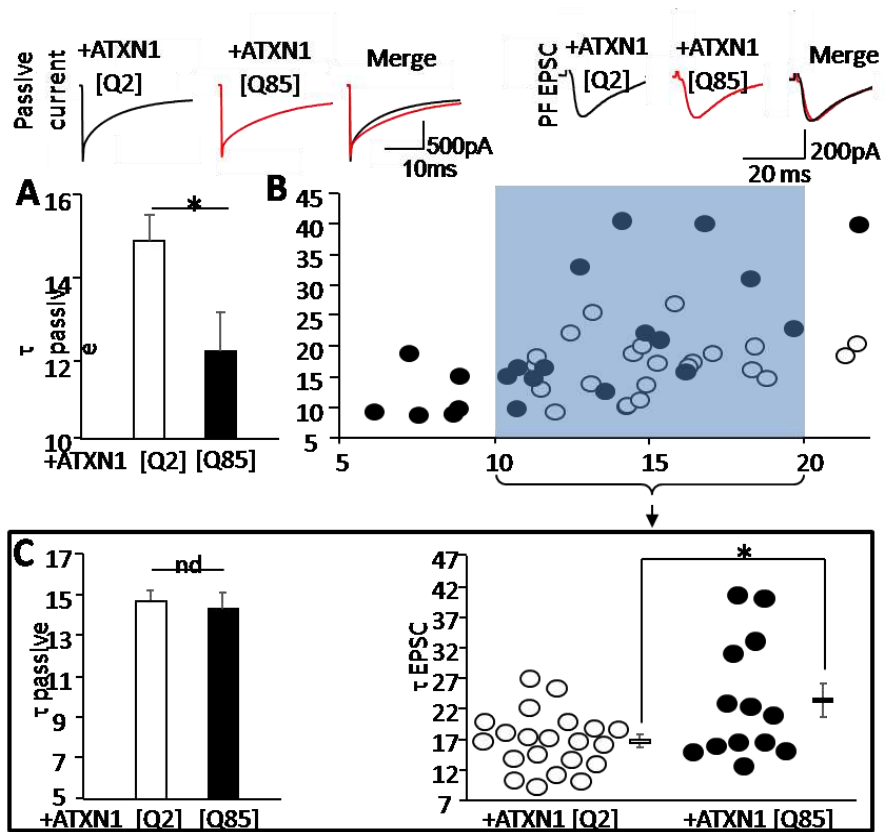 Passive current
+ATXN1 [Q2]
+ATXN1 [Q85]
Merge
500pA
10ms
PF EPSC
+ATXN1 [Q2]
+ATXN1 [Q85]
Merge
200pA
20 ms
A
16
14
12
10
τ passive
*
+ATXN1 [Q2] [Q85]
B
45
40
35
30
25
20
15
10
5
5 10 15 20
C
17
15
13
11
9
7
5
τ passive
nd
+ATXN1 [Q2] [Q85]
47
42
37
32
27
22
17
12
7
τ EPSC
*
+ATXN1 [Q2] +ATXN1 [Q85]